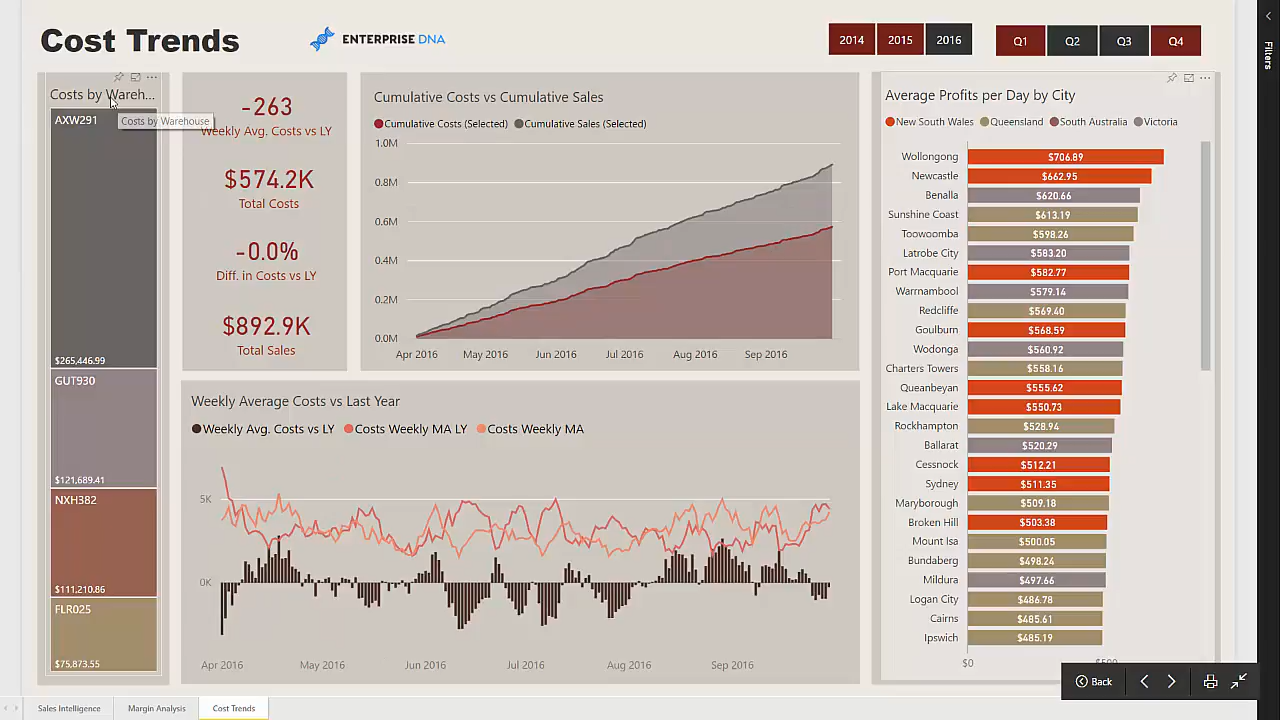 Cost Trends
ENTERPRISE DNA
2014 2015 2016
Q1 Q2 Q3 Q4
Filters
Costs by Wareh...
Costs by Warehouse
AXW291
$265,446.99
GUT930
$121,689.41
NXH382
$111,210.86
FLR025
$75,873.55
-263
Weekly Avg. Costs vs LY
$574.2K
Total Costs
-0.0%
Diff. in Costs vs LY
$892.9K
Total Sales
Cumulative Costs vs Cumulative Sales
Cumulative Costs (Selected) Cumulative Sales (Selected)
1.0M
0.8M
0.6M
0.4M
0.2M
0.0M
Apr 2016 May 2016 Jun 2016 Jul 2016 Aug 2016 Sep 2016
Weekly Average Costs vs Last Year
Weekly Avg. Costs vs LY Costs Weekly MA LY Costs Weekly MA
5K
0K
Apr 2016 May 2016 Jun 2016 Jul 2016 Aug 2016 Sep 2016
Average Profits per Day by City
New South Wales Queensland South Australia Victoria
Wollongong $706.89
Newcastle $662.95
Benalla $620.66
Sunshine Coast $613.19
Toowoomba $598.26
Latrobe City $583.20
Port Macquarie $582.77
Warrnambool $579.14
Redcliffe $569.40
Goulburn $568.59
Wodonga $560.92
Charters Towers $558.16
Queanbeyan $555.62
Lake Macquarie $550.73
Rockhampton $528.94
Ballarat $520.29
Cessnock $512.21
Sydney $511.35
Maryborough $509.18
Broken Hill $503.38
Mount Isa $500.05
Bundaberg $498.24
Mildura $497.66
Logan City $486.78
Cairns $485.61
Ipswich $485.19
$0 $500
Back
Sales Intelligence Margin Analysis Cost Trends